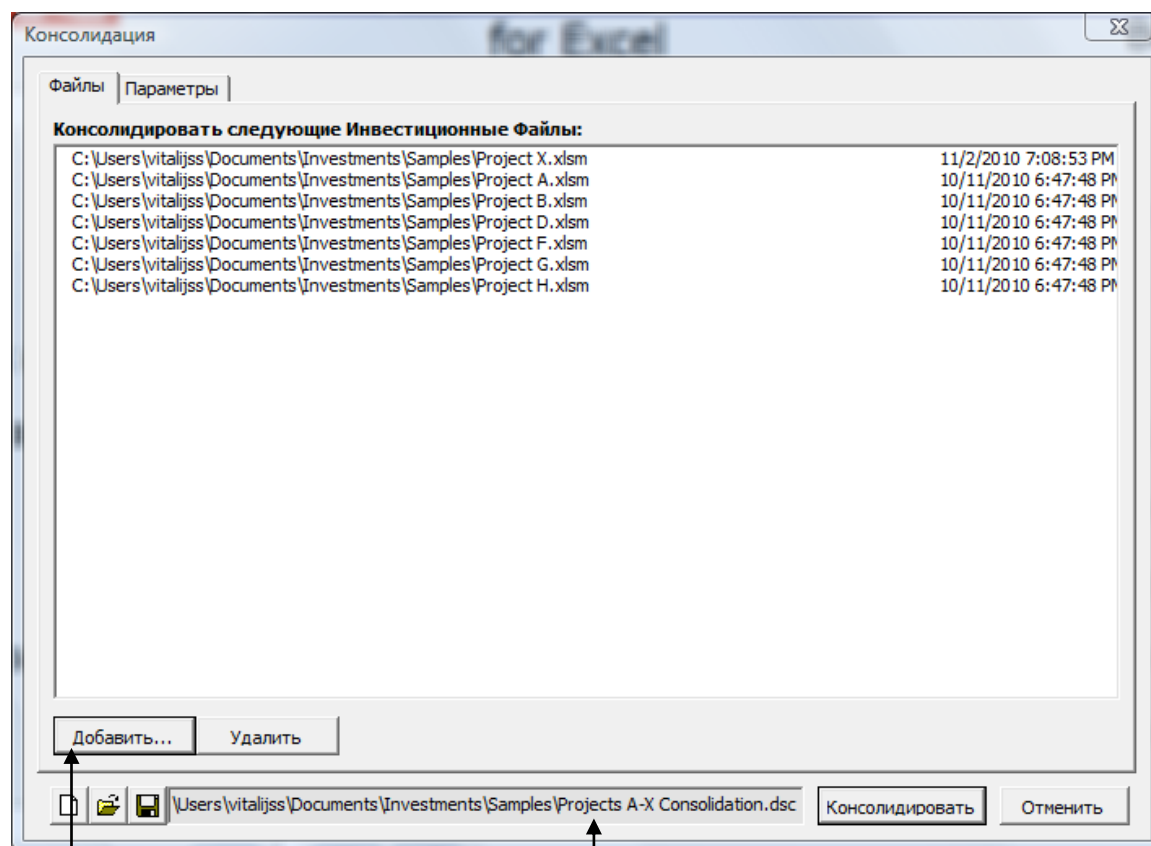 for Excel
Консолидация
Файлы Параметры
Консолидировать следующие Инвестиционные Файлы:
C:\Users\vitalijss\Documents\Investments\Samples\Project X.xlsm 11/2/2010 7:08:53 PM
C:\Users\vitalijss\Documents\Investments\Samples\Project A.xlsm 10/11/2010 6:47:48 PM
C:\Users\vitalijss\Documents\Investments\Samples\Project B.xlsm 10/11/2010 6:47:48 PM
C:\Users\vitalijss\Documents\Investments\Samples\Project D.xlsm 10/11/2010 6:47:48 PM
C:\Users\vitalijss\Documents\Investments\Samples\Project F.xlsm 10/11/2010 6:47:48 PM
C:\Users\vitalijss\Documents\Investments\Samples\Project G.xlsm 10/11/2010 6:47:48 PM
C:\Users\vitalijss\Documents\Investments\Samples\Project H.xlsm 10/11/2010 6:47:48 PM
Добавить... Удалить
\Users\vitalijss\Documents\Investments\Samples\Projects A-X Consolidation.dsc Консолидировать Отменить